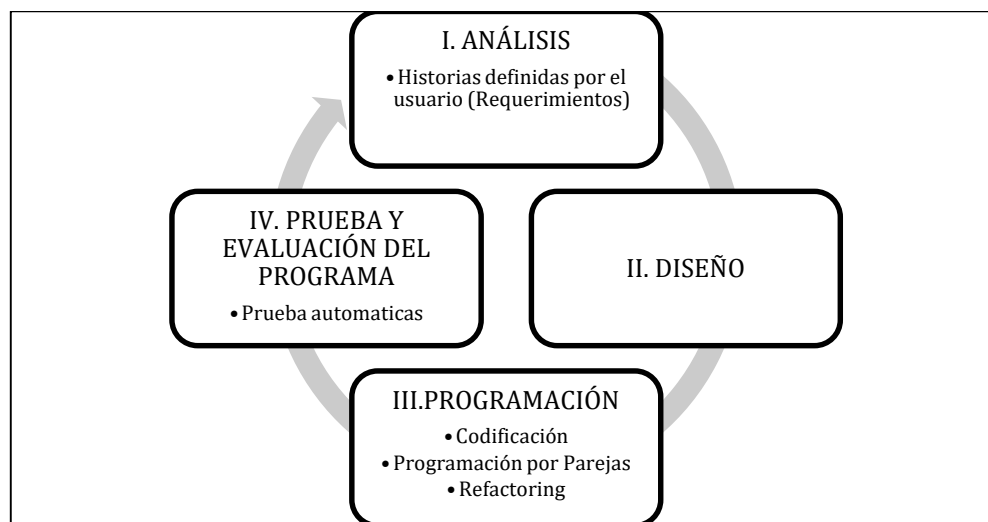 I. ANÁLISIS
• Historias definidas por el
usuario (Requerimientos)
II. DISEÑO
III.PROGRAMACIÓN
• Codificación
• Programación por Parejas
• Refactoring
IV. PRUEBA Y
EVALUACIÓN DEL
PROGRAMA
• Prueba automaticas